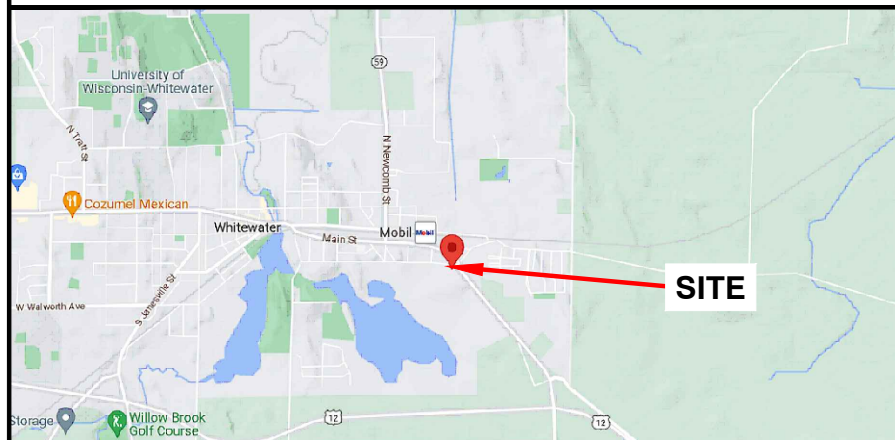 59
University of
Wisconsin-Whitewater
N Tratt St
N Newcomb St
Cozumel Mexican
Whitewater
Main St
Mobil
Mobil
SITE
W Walworth Ave
S Janesville St
12
12
Storage
Willow Brook
Golf Course